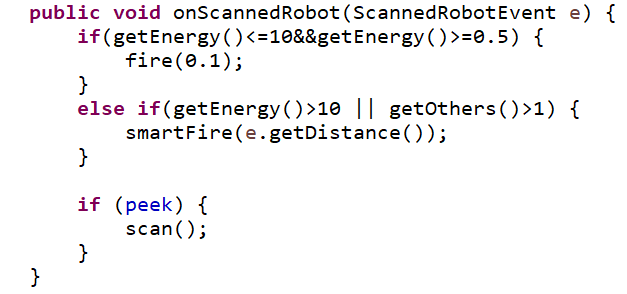 public void onScannedRobot(ScannedRobotEvent e) {
    if(getEnergy()<=10&&getEnergy()>=0.5) {
        fire(0.1);
    }
    else if(getEnergy()>10 || getOthers()>1) {
        smartFire(e.getDistance());
    }

    if (peek) {
        scan();
    }
}